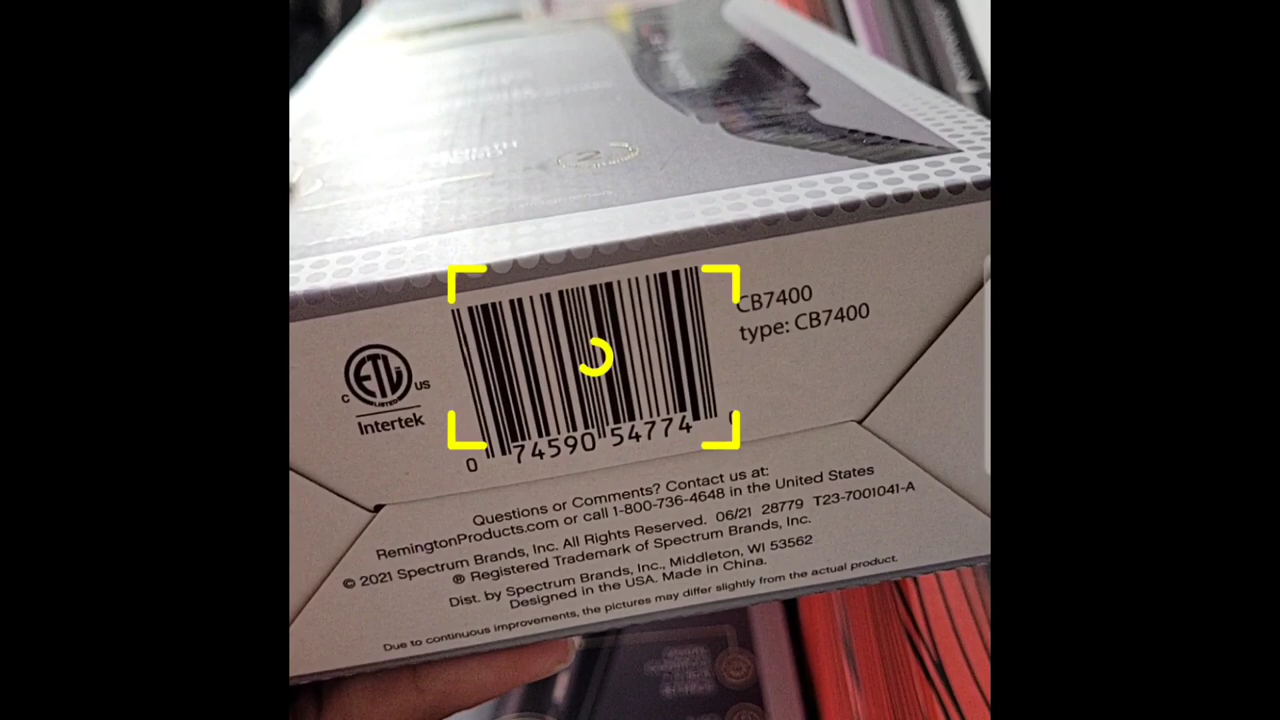 CB7400
type: CB7400
ETL
LISTED
C US
Intertek
0 74590 54774
Questions or Comments? Contact us at:
RemingtonProducts.com or call 1-800-736-4648 in the United States
© 2021 Spectrum Brands, Inc. All Rights Reserved. 06/21 28779 T23-7001041-A
® Registered Trademark of Spectrum Brands, Inc.
Dist. by Spectrum Brands, Inc., Middleton, WI 53562
Designed in the USA. Made in China.
Due to continuous improvements, the pictures may differ slightly from the actual product.